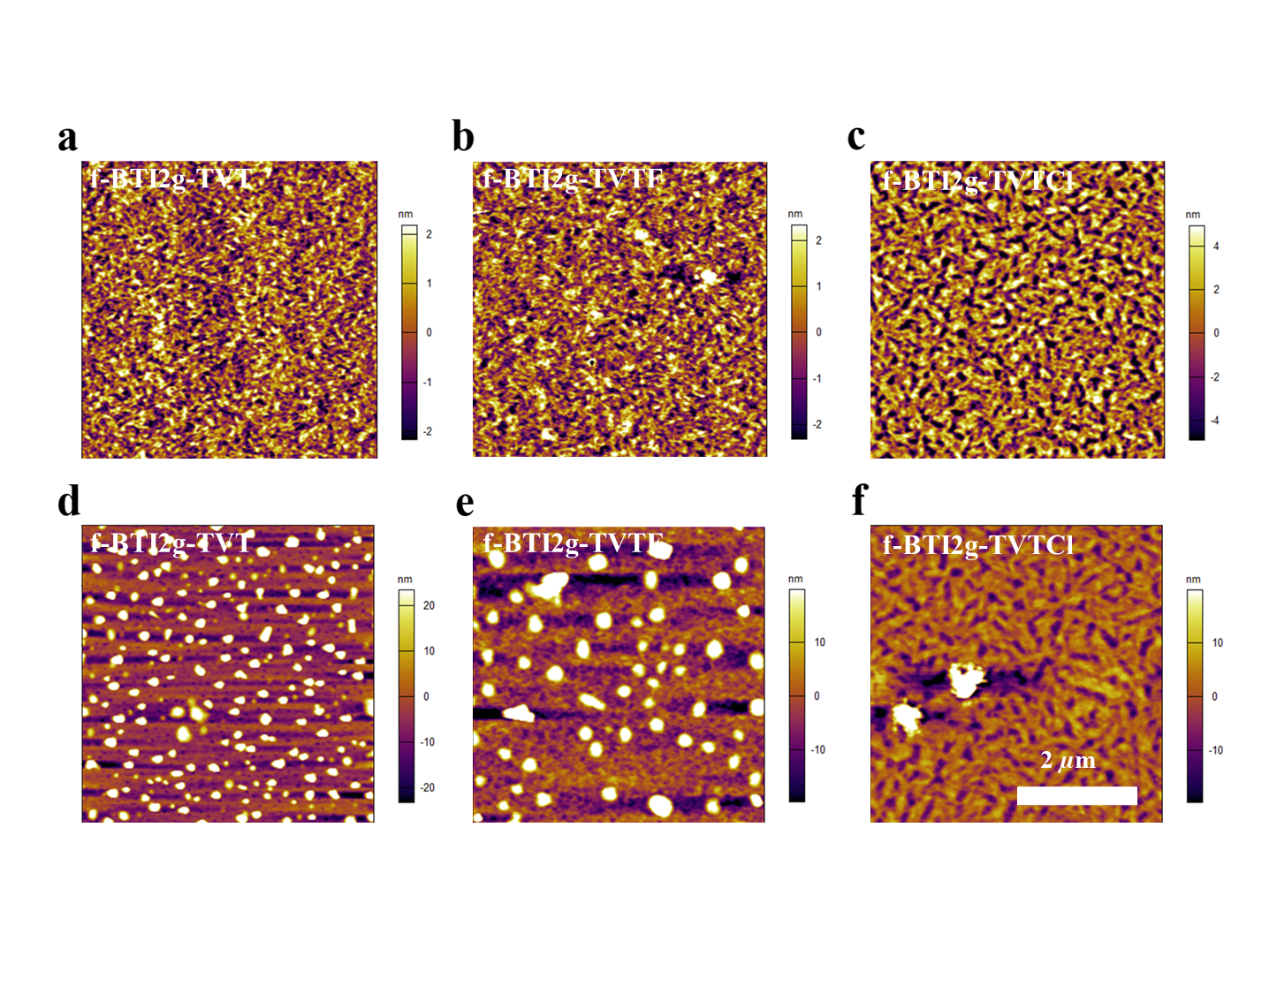 a
b
c
f-BTI2g-TVT
f-BTI2g-TVTF
f-BTI2g-TVTCl
nm
2
1
0
-1
-2
nm
2
1
0
-1
-2
nm
4
2
0
-2
-4
d
e
f
f-BTI2g-TVT
f-BTI2g-TVTF
f-BTI2g-TVTCl
nm
20
10
0
-10
-20
nm
10
0
-10
nm
10
0
-10
2 µm